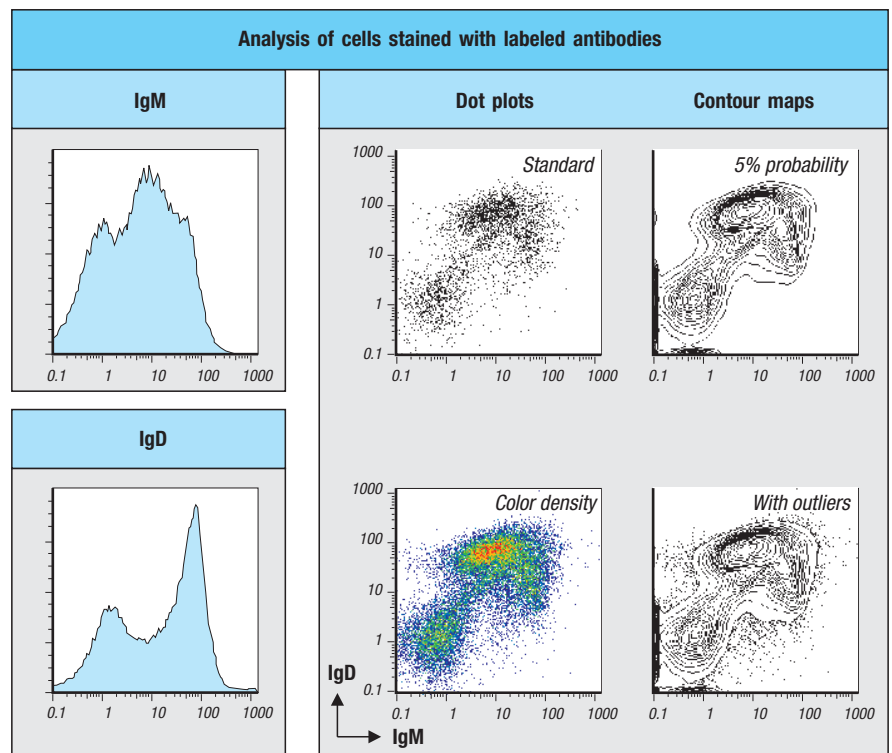 Analysis of cells stained with labeled antibodies
IgM
0.1 1 10 100 1000
IgD
0.1 1 10 100 1000
Dot plots
Contour maps
Standard
1000
100
10
1
0.1
0.1 1 10 100 1000
5% probability
0.1 1 10 100 1000
Color density
1000
100
10
1
0.1
0.1 1 10 100 1000
IgD
IgM
With outliers
0.1 1 10 100 1000